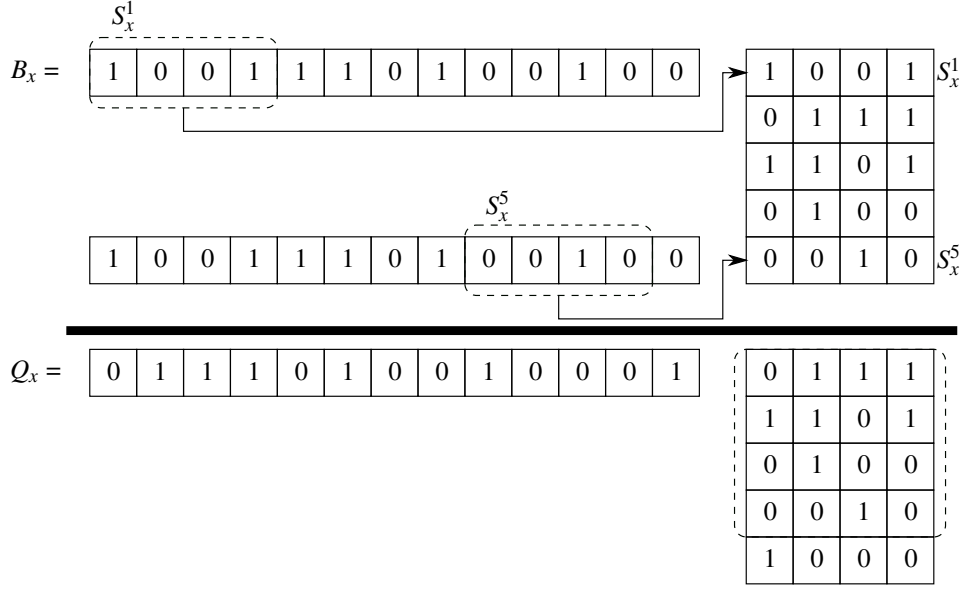 S_x^1
B_x = 1 0 0 1 1 1 0 1 0 0 1 0 0
1 0 0 1 S_x^1
0 1 1 1
1 1 0 1
0 1 0 0
S_x^5
1 0 0 1 1 1 0 1 0 0 1 0 0
0 0 1 0 S_x^5
Q_x = 0 1 1 1 0 1 0 0 1 0 0 0 1
0 1 1 1
1 1 0 1
0 1 0 0
0 0 1 0
1 0 0 0